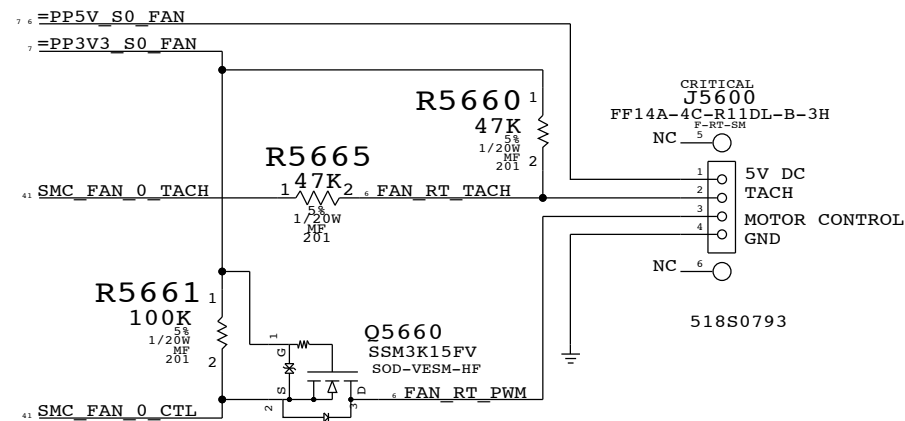 7 6 =PP5V_S0_FAN
7 =PP3V3_S0_FAN
CRITICAL
J5600
FF14A-4C-R11DL-B-3H
F-RT-SM
NC 5
R5660 1
47K
5%
1/20W
MF
201 2
R5665
1 47K 2
5%
1/20W
MF
201
41 SMC_FAN_0_TACH
6 FAN_RT_TACH
1 5V DC
2 TACH
3 MOTOR CONTROL
4 GND
NC 6
518S0793
R5661 1
100K
5%
1/20W
MF
201 2
Q5660
SSM3K15FV
SOD-VESM-HF
1
G
S
D
2
3
6 FAN_RT_PWM
41 SMC_FAN_0_CTL